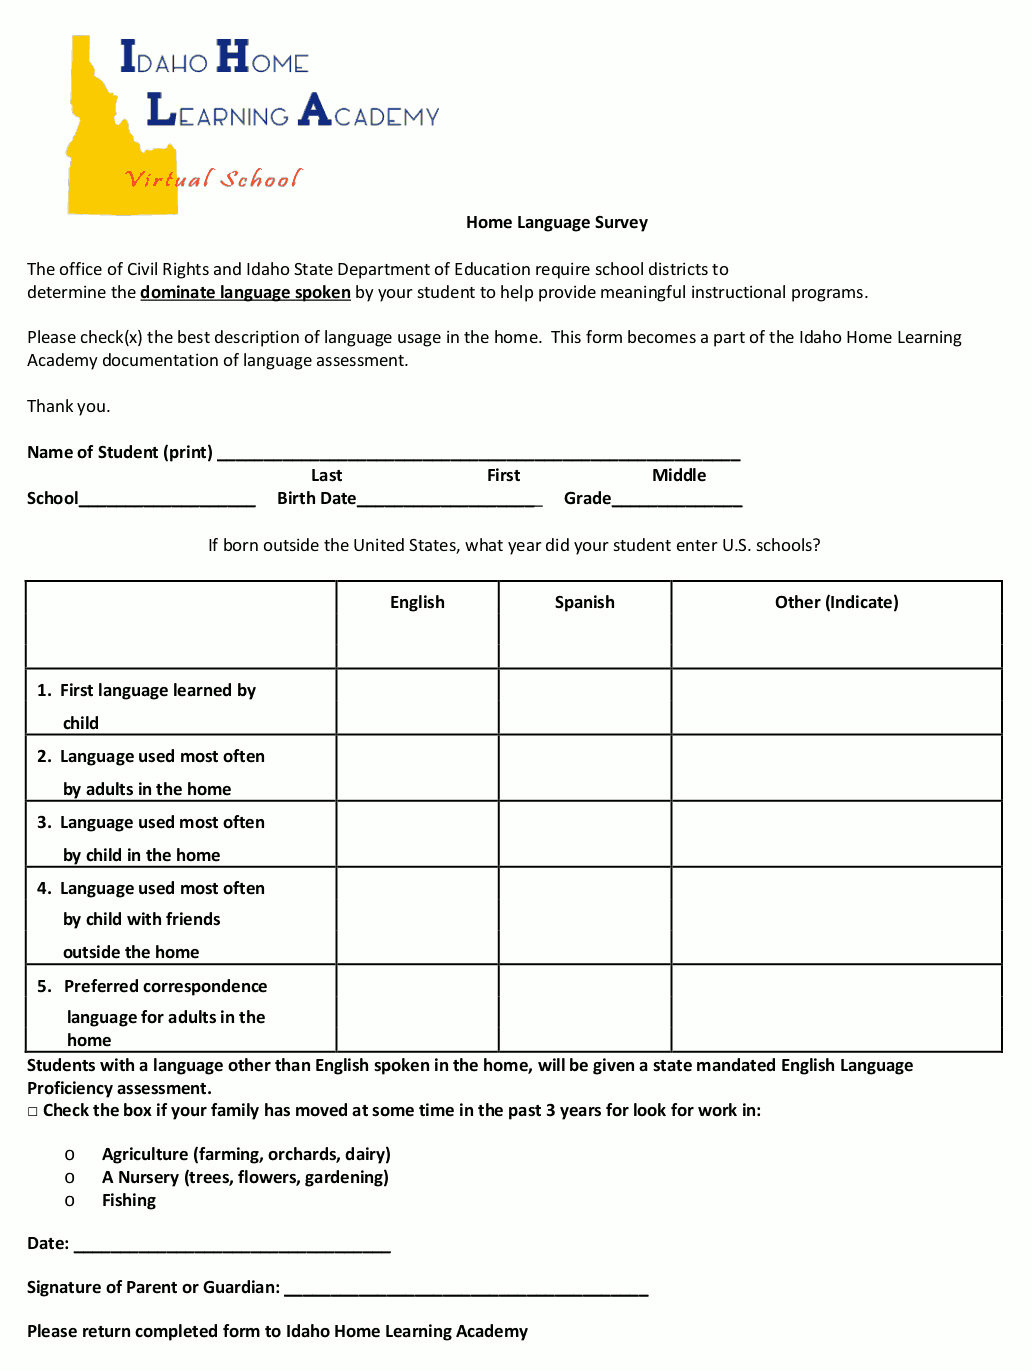 IDAHO HOME
LEARNING ACADEMY
Virtual School
Home Language Survey
The office of Civil Rights and Idaho State Department of Education require school districts to
determine the dominate language spoken by your student to help provide meaningful instructional programs.
Please check(x) the best description of language usage in the home.  This form becomes a part of the Idaho Home Learning
Academy documentation of language assessment.
Thank you.
Name of Student (print) ________________________________________________________
Last First Middle
School___________________ Birth Date____________________ Grade______________
If born outside the United States, what year did your student enter U.S. schools?
English Spanish Other (Indicate)
1. First language learned by
child
2. Language used most often
by adults in the home
3. Language used most often
by child in the home
4. Language used most often
by child with friends
outside the home
5. Preferred correspondence
language for adults in the
home
Students with a language other than English spoken in the home, will be given a state mandated English Language
Proficiency assessment.
□ Check the box if your family has moved at some time in the past 3 years for look for work in:
o Agriculture (farming, orchards, dairy)
o A Nursery (trees, flowers, gardening)
o Fishing
Date: __________________________________
Signature of Parent or Guardian: _______________________________________
Please return completed form to Idaho Home Learning Academy